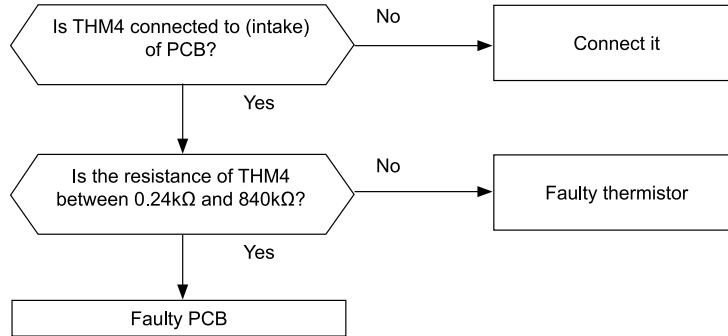 Is THM4 connected to (intake)
of PCB?
No
Connect it
Yes
Is the resistance of THM4
between 0.24kΩ and 840kΩ?
No
Faulty thermistor
Yes
Faulty PCB